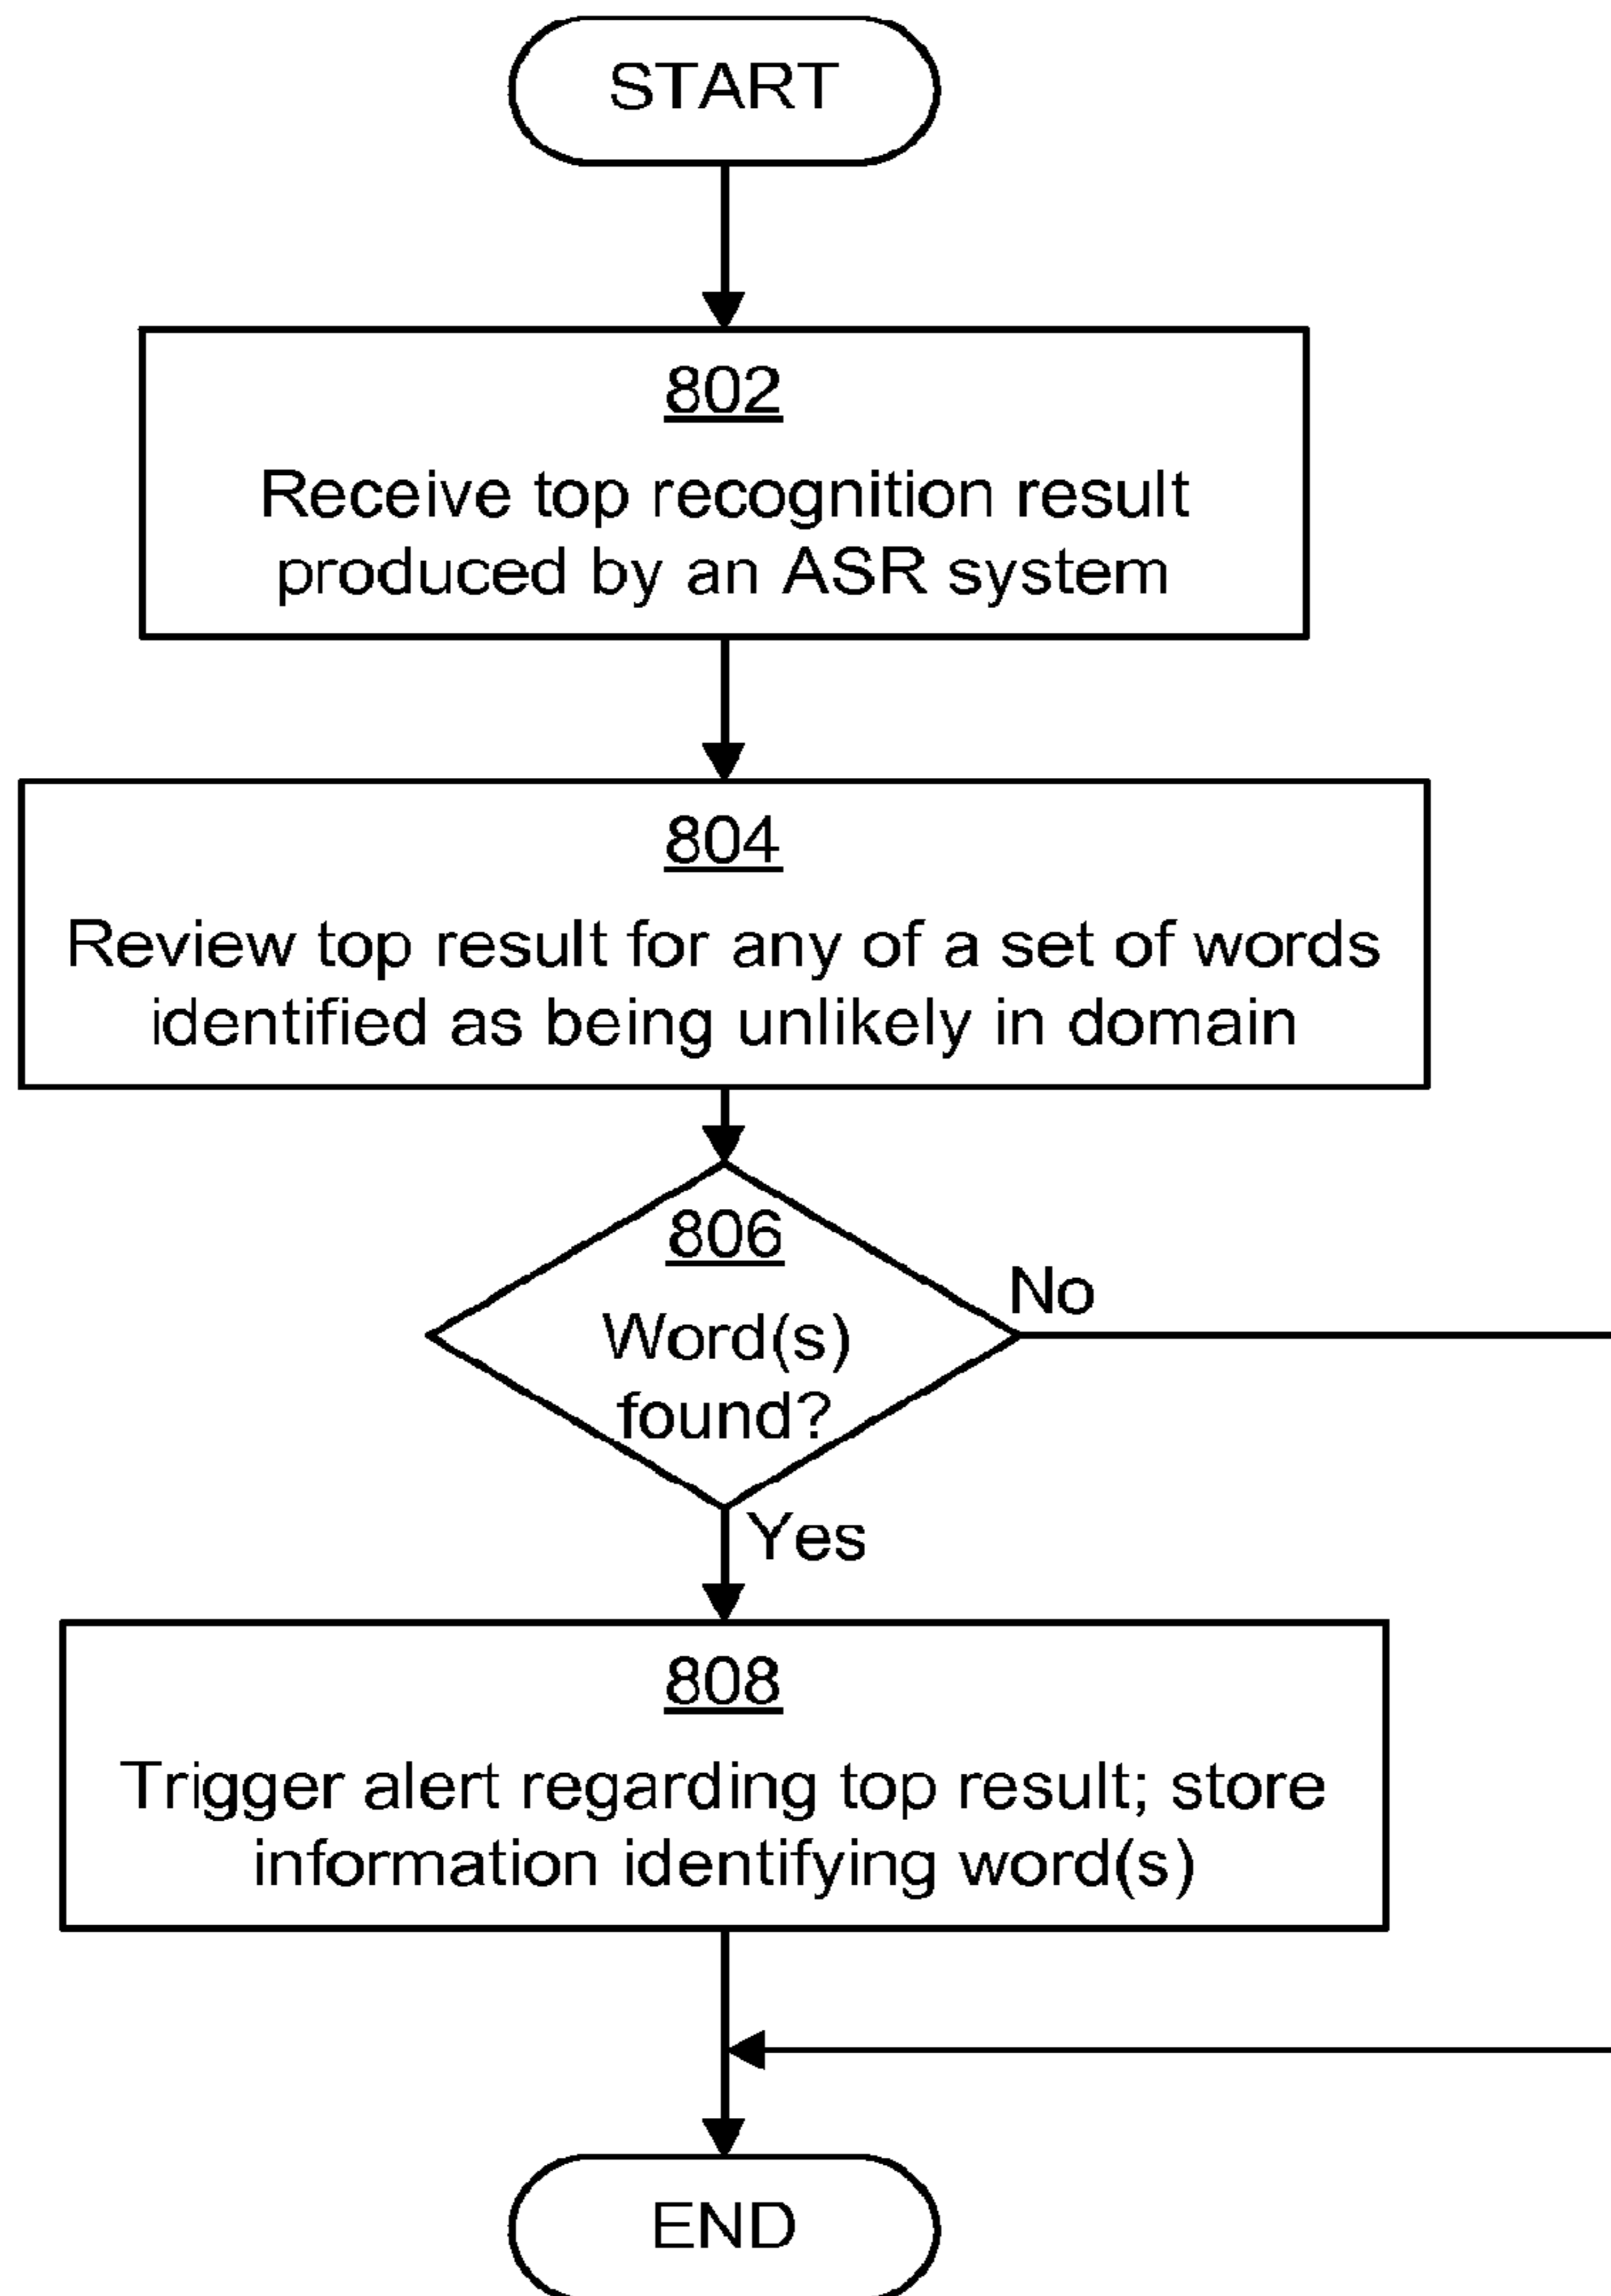 START
802
Receive top recognition result
produced by an ASR system
804
Review top result for any of a set of words
identified as being unlikely in domain
806
Word(s)
found?
No
Yes
808
Trigger alert regarding top result; store
information identifying word(s)
END